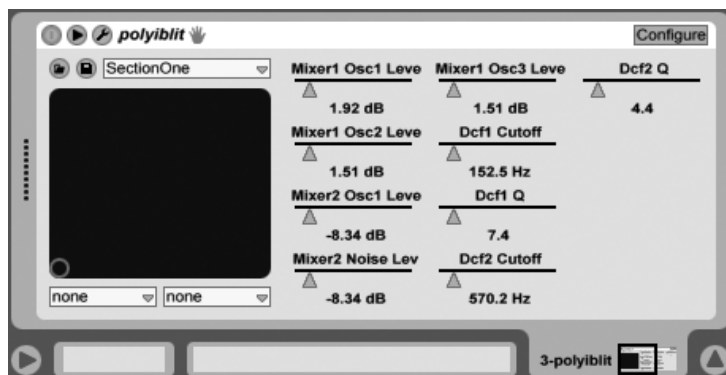 polyiblit
Configure
SectionOne
Mixer1 Osc1 Leve
Mixer1 Osc3 Leve
Dcf2 Q
1.92 dB
1.51 dB
4.4
Mixer1 Osc2 Leve
Dcf1 Cutoff
1.51 dB
152.5 Hz
Mixer2 Osc1 Leve
Dcf1 Q
-8.34 dB
7.4
Mixer2 Noise Lev
Dcf2 Cutoff
-8.34 dB
570.2 Hz
none
none
3-polyiblit